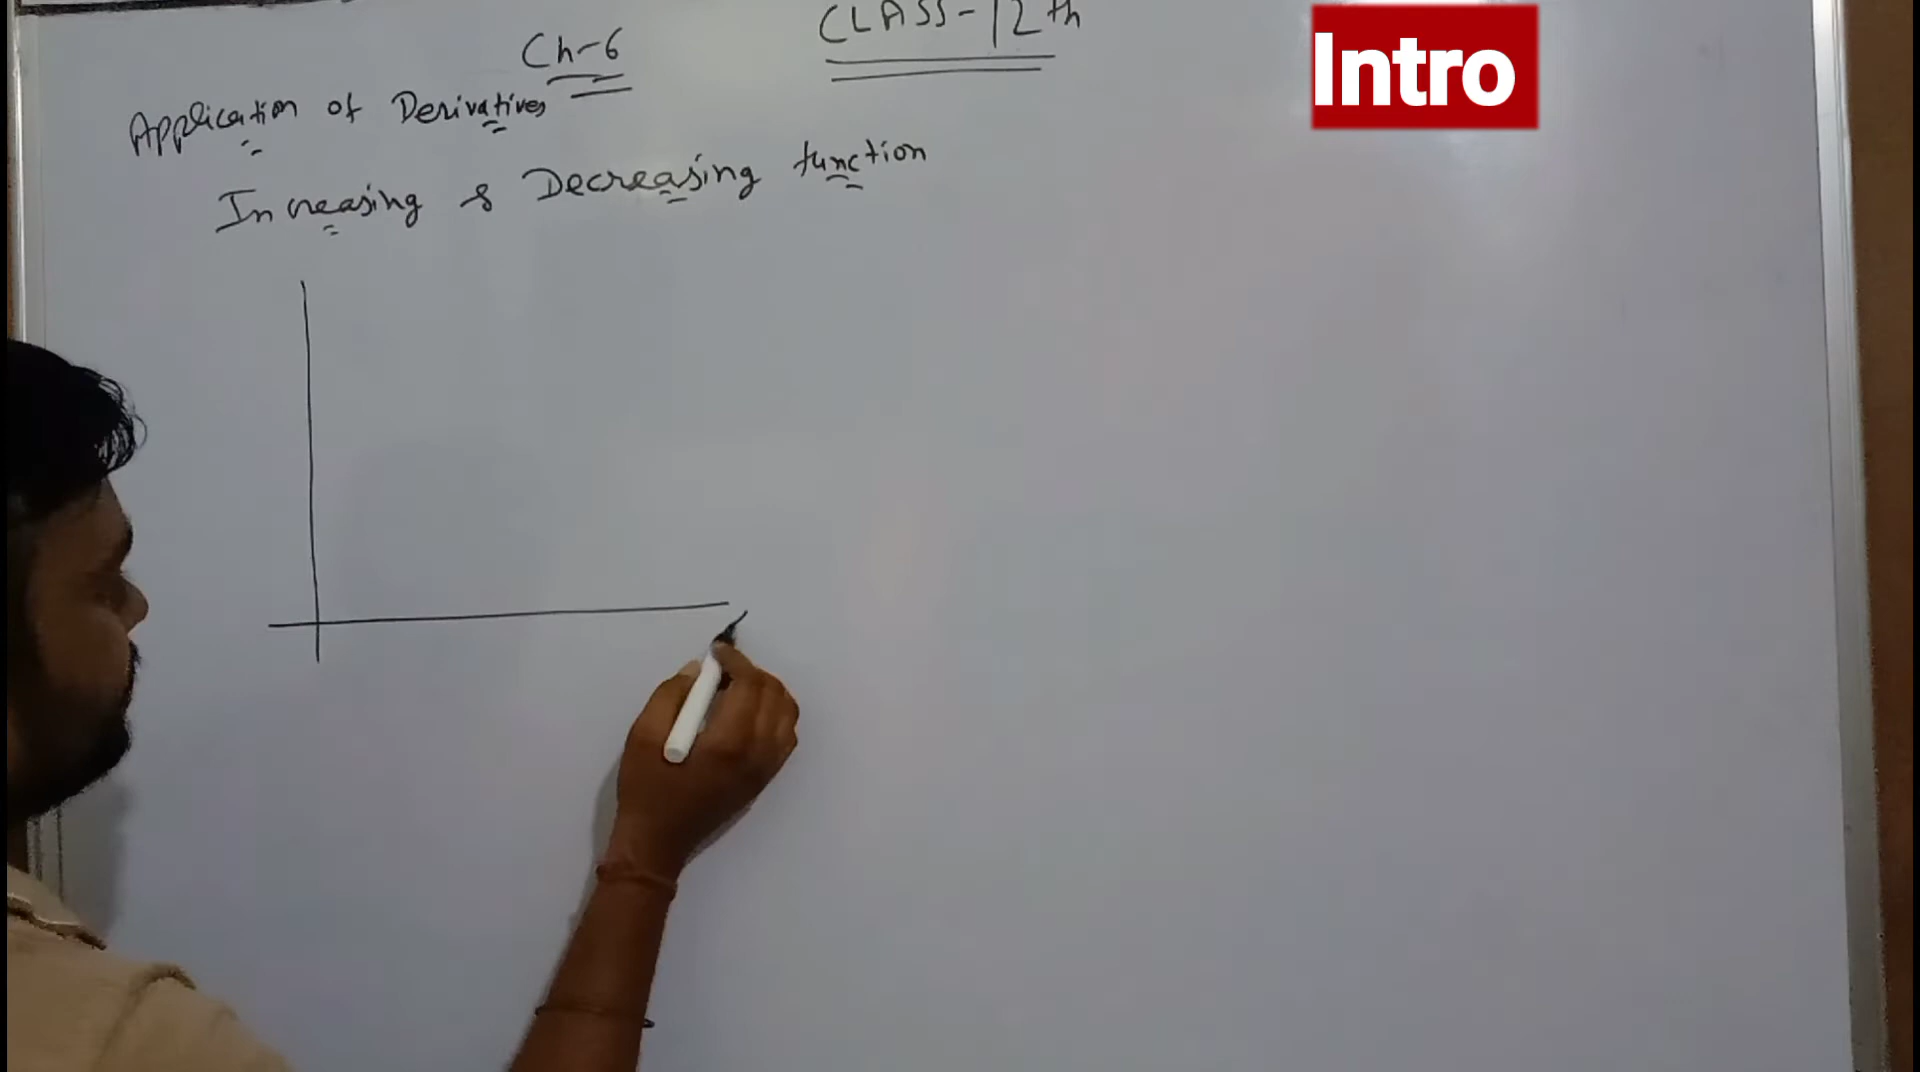 CLASS-12th
Intro
Ch-6
Application of Derivatives
Increasing & Decreasing function